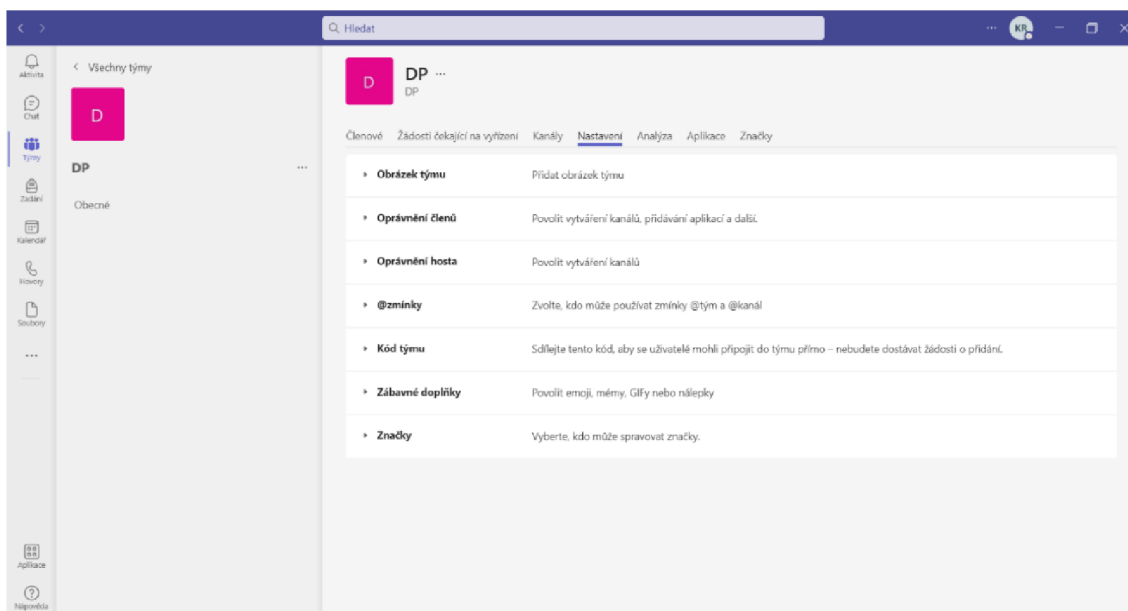 Hledat
KR
Aktivita
Chat
Týmy
Zadání
Kalendář
Hovory
Soubory
Aplikace
Nápověda
Všechny týmy
D
DP
Obecné
D
DP
DP
Členové Žádosti čekající na vyřízení Kanály Nastavení Analýza Aplikace Značky
Obrázek týmu Přidat obrázek týmu
Oprávnění členů Povolit vytváření kanálů, přidávání aplikací a další.
Oprávnění hosta Povolit vytváření kanálů
@zmínky Zvolte, kdo může používat zmínky @tým a @kanál
Kód týmu Sdílejte tento kód, aby se uživatelé mohli připojit do týmu přímo – nebudete dostávat žádosti o přidání.
Zábavné doplňky Povolit emoji, mémy, GIFy nebo nálepky
Značky Vyberte, kdo může spravovat značky.